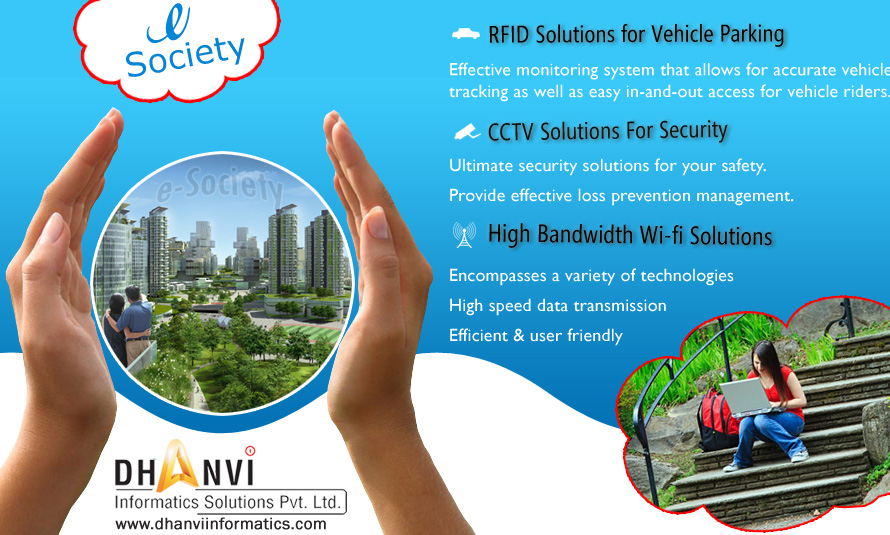 e
Society
e-Society
DHANVi
Informatics Solutions Pvt. Ltd.
www.dhanviinformatics.com
RFID Solutions for Vehicle Parking
Effective monitoring system that allows for accurate vehicle
tracking as well as easy in-and-out access for vehicle riders.
CCTV Solutions For Security
Ultimate security solutions for your safety.
Provide effective loss prevention management.
High Bandwidth Wi-fi Solutions
Encompasses a variety of technologies
High speed data transmission
Efficient & user friendly